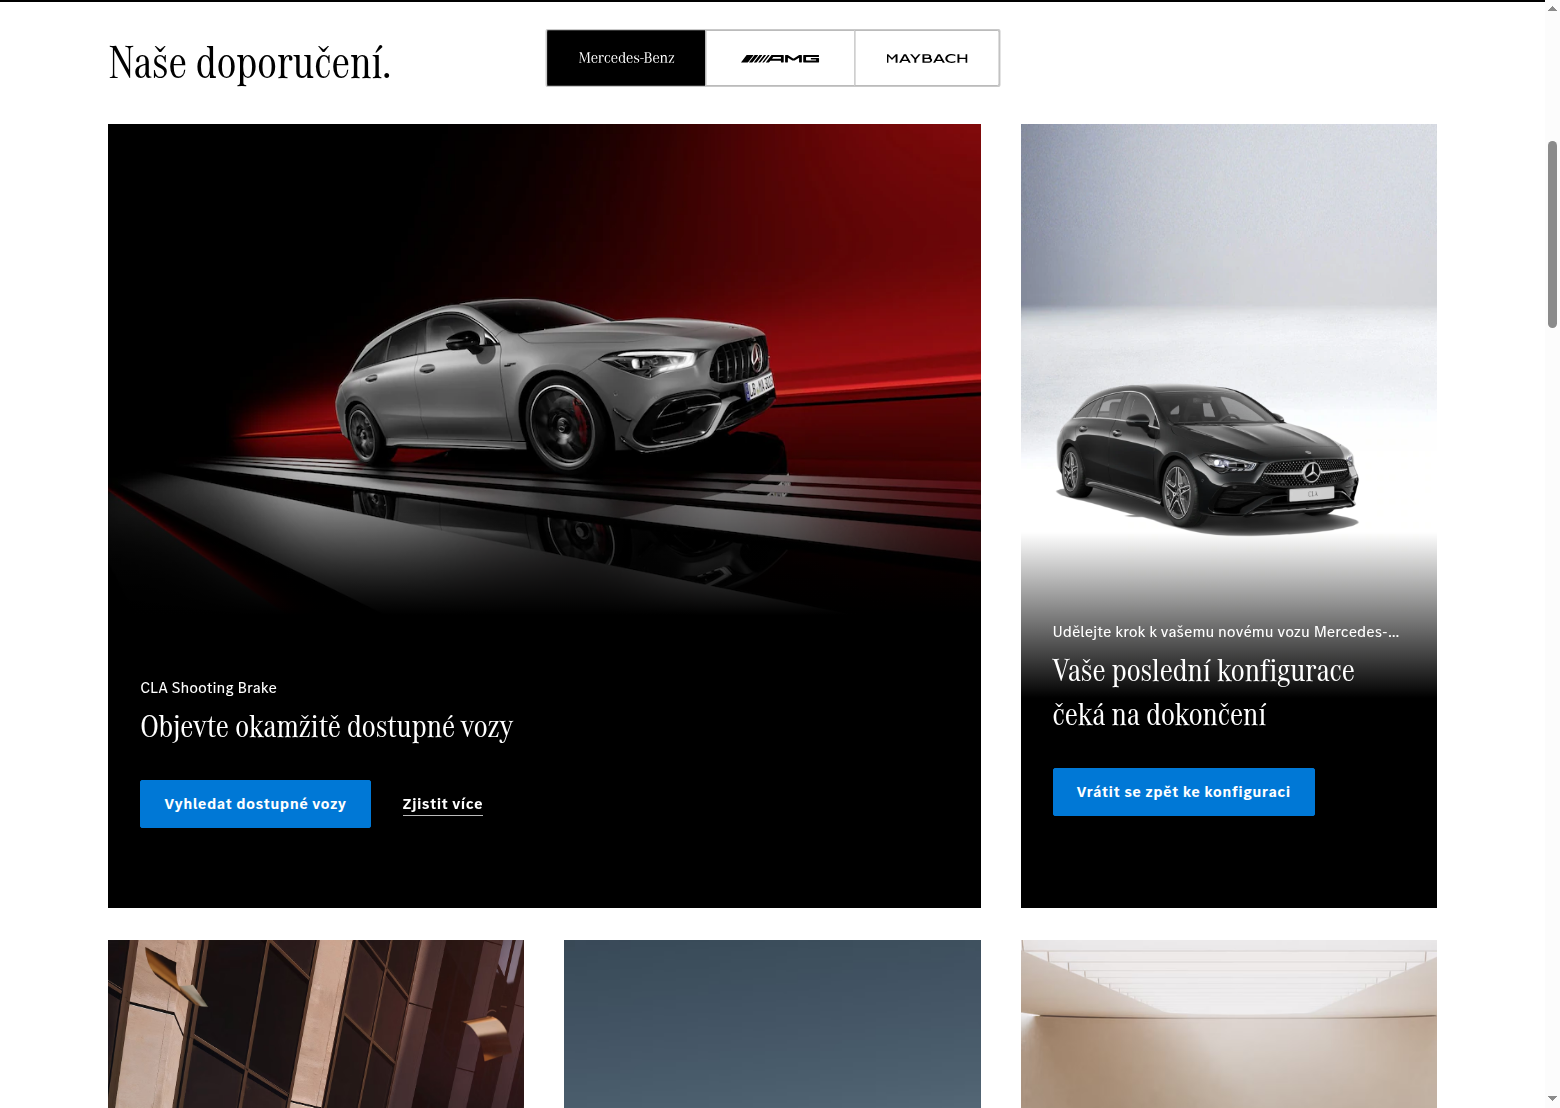 Naše doporučení.
Mercedes-Benz
AMG
MAYBACH
CLA
CLA Shooting Brake
Objevte okamžitě dostupné vozy
Vyhledat dostupné vozy
Zjistit více
Udělejte krok k vašemu novému vozu Mercedes-...
Vaše poslední konfigurace
čeká na dokončení
Vrátit se zpět ke konfiguraci